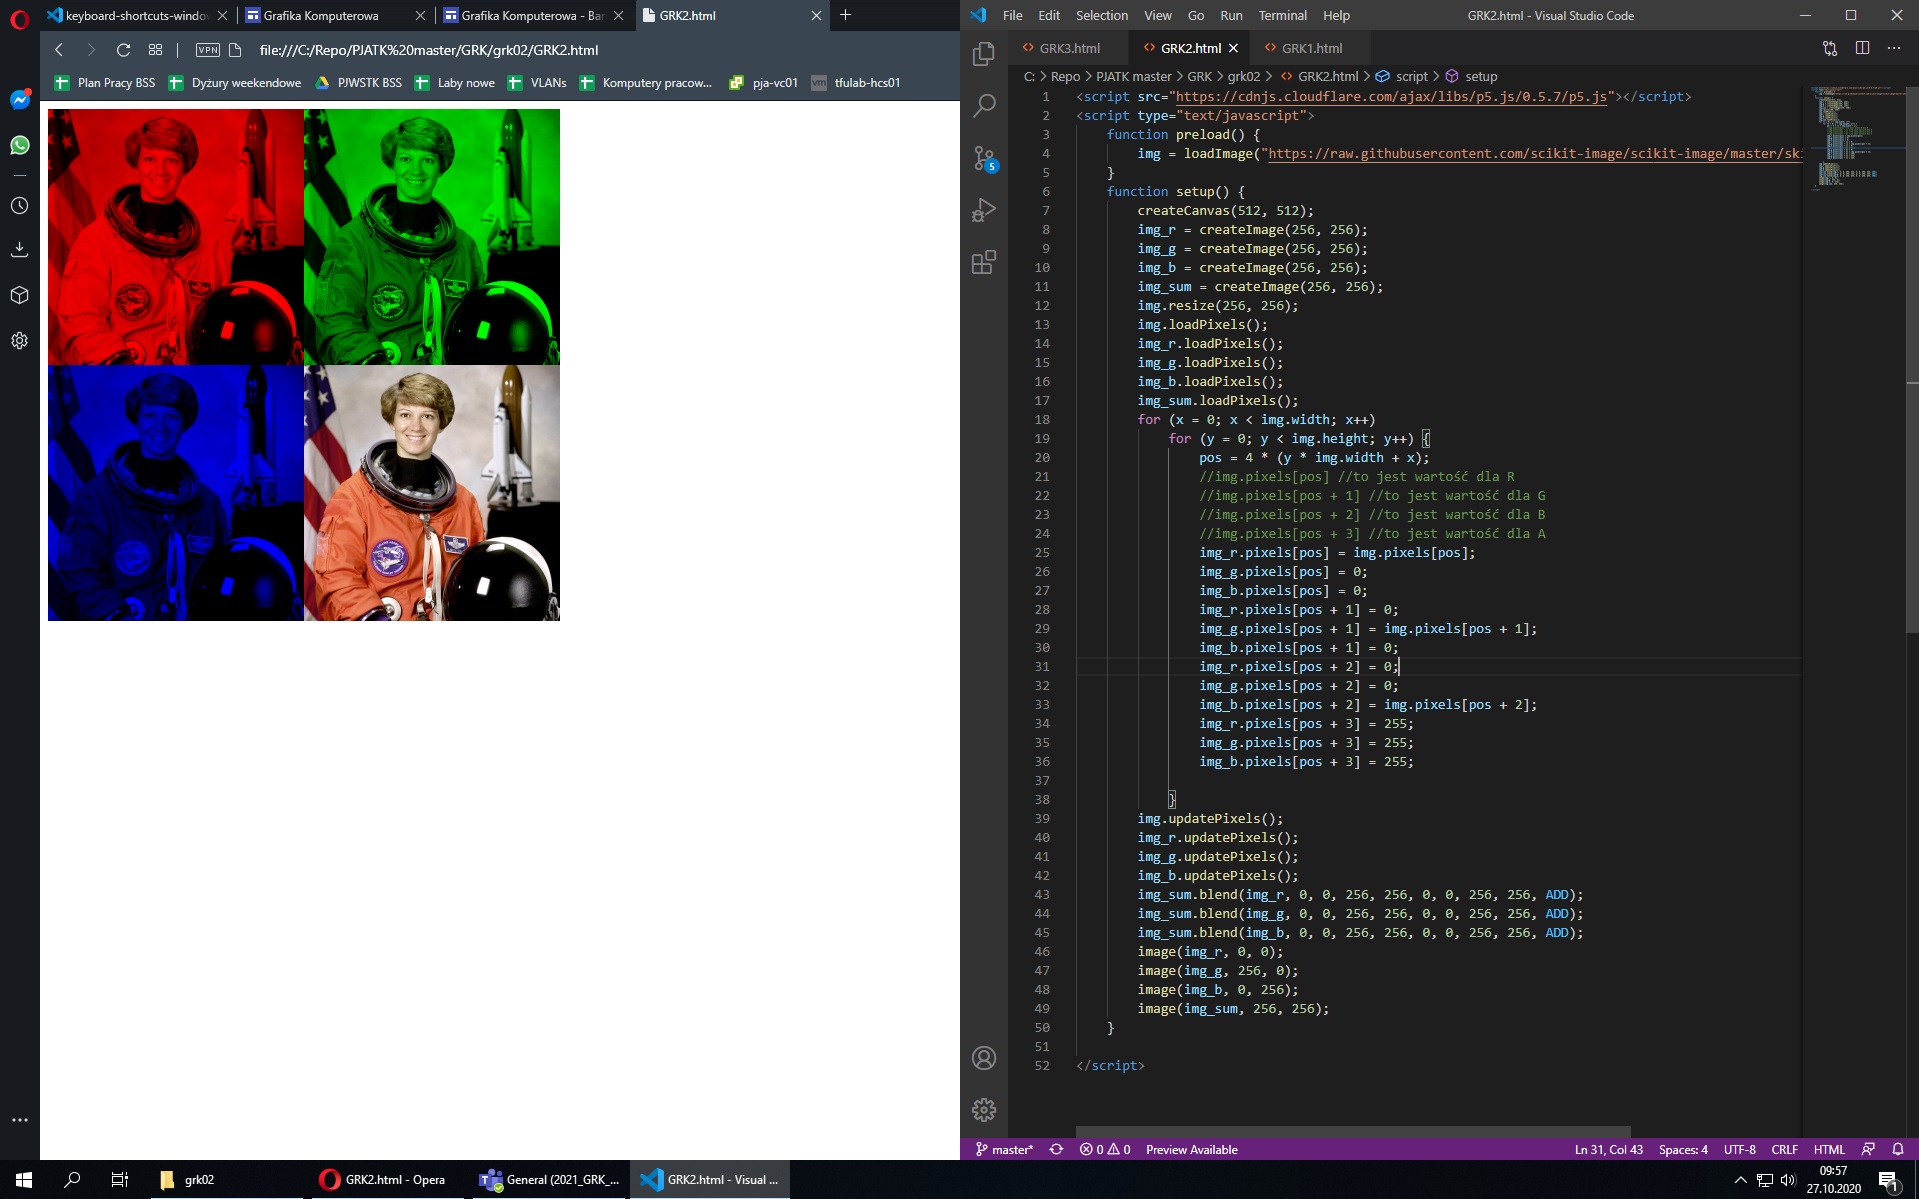 keyboard-shortcuts-windo
Grafika Komputerowa
Grafika Komputerowa - Ba
GRK2.html
VPN
file:///C:/Repo/PJATK%20master/GRK/grk02/GRK2.html
Plan Pracy BSS
Dyżury weekendowe
PJWSTK BSS
Laby nowe
VLANs
Komputery pracow...
pja-vc01
vm
tfulab-hcs01
File Edit Selection View Go Run Terminal Help
GRK2.html - Visual Studio Code
GRK3.html
GRK2.html
GRK1.html
C: > Repo > PJATK master > GRK > grk02 > GRK2.html > script > setup
5
1 <script src="https://cdnjs.cloudflare.com/ajax/libs/p5.js/0.5.7/p5.js"></script>
2 <script type="text/javascript">
3 function preload() {
4 img = loadImage("https://raw.githubusercontent.com/scikit-image/scikit-image/master/sk
5 }
6 function setup() {
7 createCanvas(512, 512);
8 img_r = createImage(256, 256);
9 img_g = createImage(256, 256);
10 img_b = createImage(256, 256);
11 img_sum = createImage(256, 256);
12 img.resize(256, 256);
13 img.loadPixels();
14 img_r.loadPixels();
15 img_g.loadPixels();
16 img_b.loadPixels();
17 img_sum.loadPixels();
18 for (x = 0; x < img.width; x++)
19 for (y = 0; y < img.height; y++) {
20 pos = 4 * (y * img.width + x);
21 //img.pixels[pos] //to jest wartość dla R
22 //img.pixels[pos + 1] //to jest wartość dla G
23 //img.pixels[pos + 2] //to jest wartość dla B
24 //img.pixels[pos + 3] //to jest wartość dla A
25 img_r.pixels[pos] = img.pixels[pos];
26 img_g.pixels[pos] = 0;
27 img_b.pixels[pos] = 0;
28 img_r.pixels[pos + 1] = 0;
29 img_g.pixels[pos + 1] = img.pixels[pos + 1];
30 img_b.pixels[pos + 1] = 0;
31 img_r.pixels[pos + 2] = 0;
32 img_g.pixels[pos + 2] = 0;
33 img_b.pixels[pos + 2] = img.pixels[pos + 2];
34 img_r.pixels[pos + 3] = 255;
35 img_g.pixels[pos + 3] = 255;
36 img_b.pixels[pos + 3] = 255;
37
38 }
39 img.updatePixels();
40 img_r.updatePixels();
41 img_g.updatePixels();
42 img_b.updatePixels();
43 img_sum.blend(img_r, 0, 0, 256, 256, 0, 0, 256, 256, ADD);
44 img_sum.blend(img_g, 0, 0, 256, 256, 0, 0, 256, 256, ADD);
45 img_sum.blend(img_b, 0, 0, 256, 256, 0, 0, 256, 256, ADD);
46 image(img_r, 0, 0);
47 image(img_g, 256, 0);
48 image(img_b, 0, 256);
49 image(img_sum, 256, 256);
50 }
51
52 </script>
master*
0
0
Preview Available
Ln 31, Col 43
Spaces: 4
UTF-8
CRLF
HTML
grk02
GRK2.html - Opera
General (2021_GRK_...
GRK2.html - Visual ...
09:57
27.10.2020
1